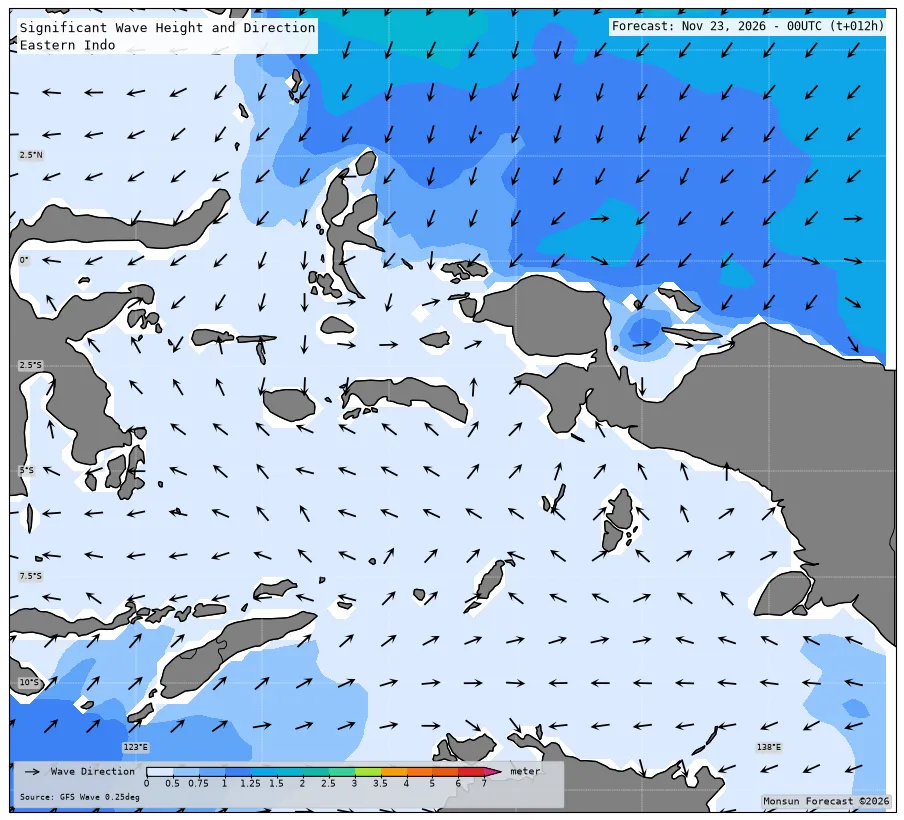 Significant Wave Height and Direction
Eastern Indo
Forecast: Nov 23, 2026 - 00UTC (t+012h)
2.5°N
0°
2.5°S
5°S
7.5°S
10°S
123°E
138°E
Wave Direction
meter
0 0.5 0.75 1 1.25 1.5 2 2.5 3 3.5 4 5 6 7
Source: GFS Wave 0.25deg
Monsun Forecast ©2026